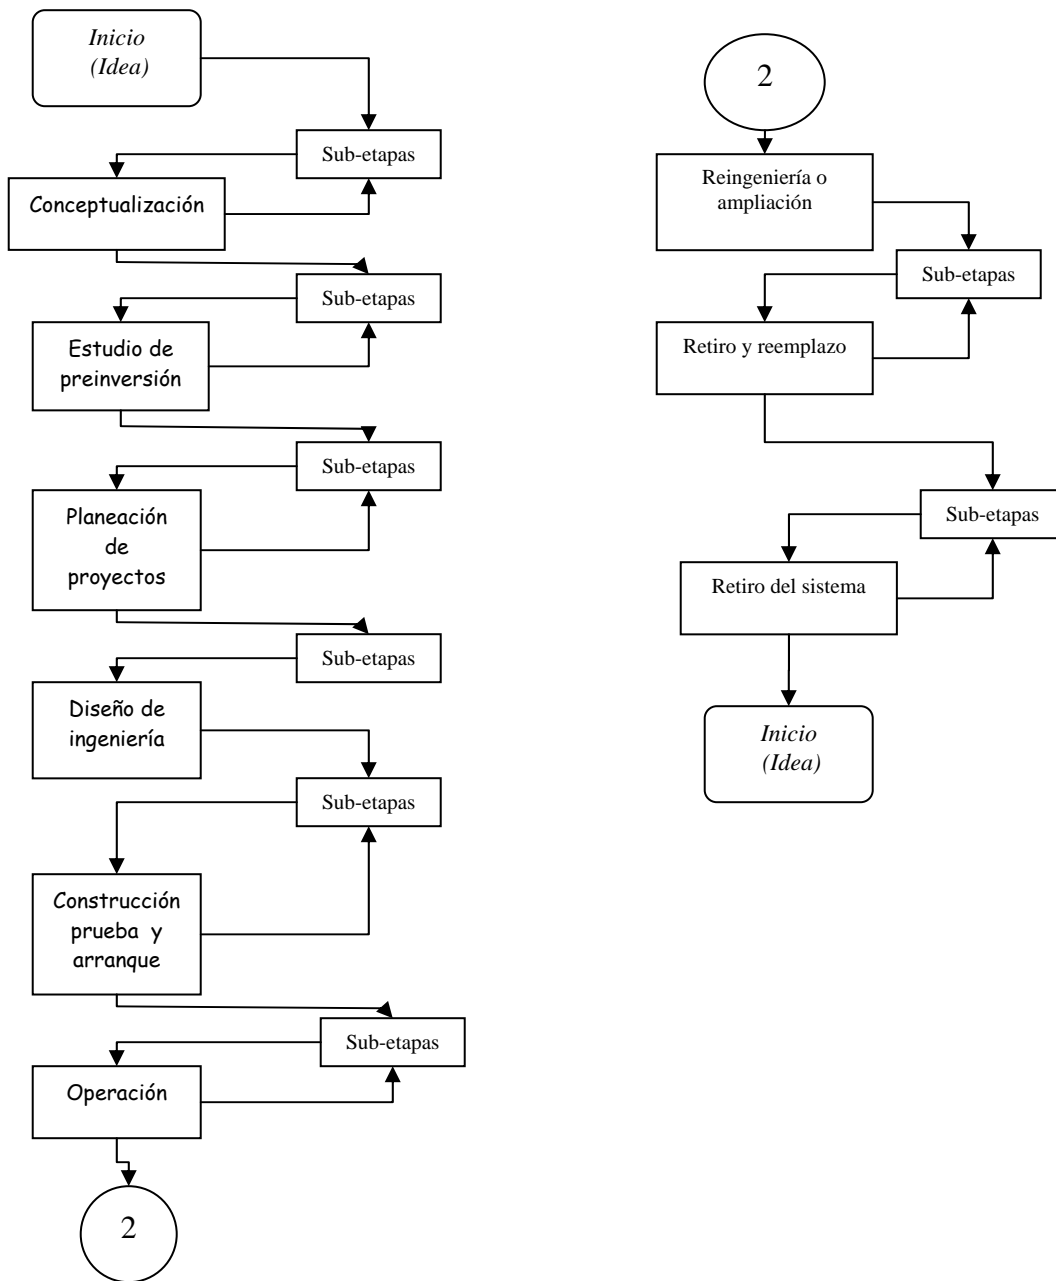 Inicio
(Idea)
Sub-etapas
Conceptualización
Sub-etapas
Estudio de
preinversión
Sub-etapas
Planeación
de
proyectos
Sub-etapas
Diseño de
ingeniería
Sub-etapas
Construcción
prueba y
arranque
Sub-etapas
Operación
2
2
Reingeniería o
ampliación
Sub-etapas
Retiro y reemplazo
Sub-etapas
Retiro del sistema
Inicio
(Idea)